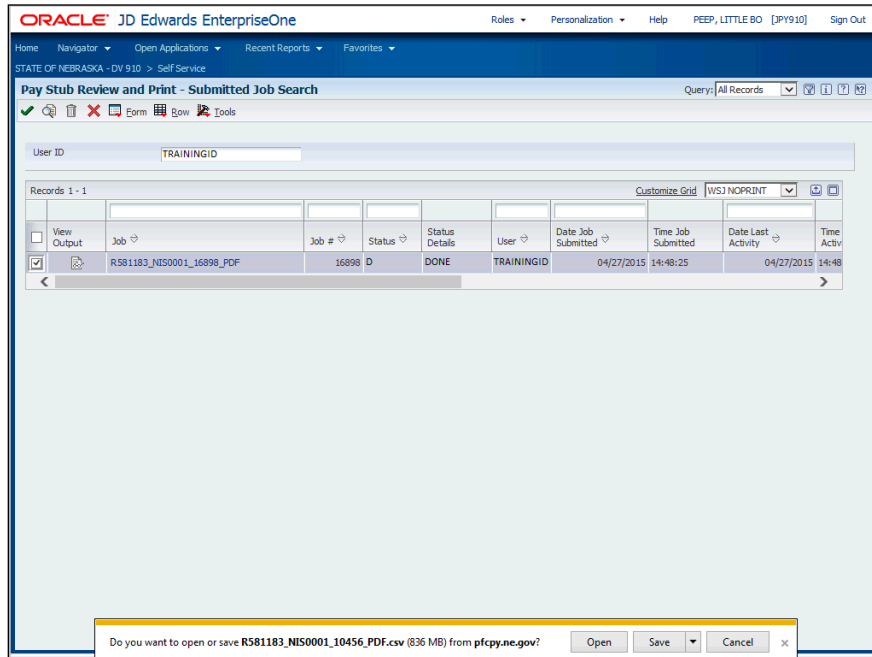 ORACLE® JD Edwards EnterpriseOne
Roles Personalization Help PEEP, LITTLE BO [JPY910] Sign Out
Home Navigator Open Applications Recent Reports Favorites
STATE OF NEBRASKA - DV 910 > Self Service
Pay Stub Review and Print - Submitted Job Search
Query: All Records
Form Row Tools
User ID TRAININGID
Records 1 - 1
Customize Grid WSJ NOPRINT
View Output Job Job # Status Status Details User Date Job Submitted Time Job Submitted Date Last Activity Time Activ
R581183_NIS0001_16898_PDF 16898 D DONE TRAININGID 04/27/2015 14:48:25 04/27/2015 14:48
Do you want to open or save R581183_NIS0001_10456_PDF.csv (836 MB) from pfcpy.ne.gov? Open Save Cancel ×